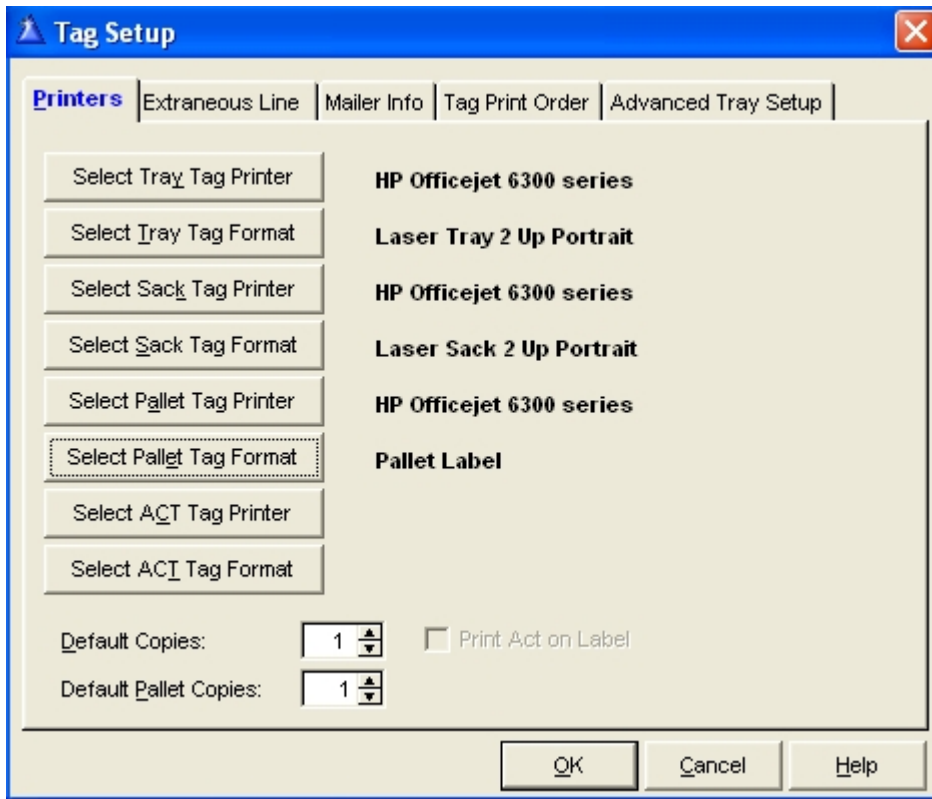 Tag Setup
Printers Extraneous Line Mailer Info Tag Print Order Advanced Tray Setup
Select Tray Tag Printer HP Officejet 6300 series
Select Tray Tag Format Laser Tray 2 Up Portrait
Select Sack Tag Printer HP Officejet 6300 series
Select Sack Tag Format Laser Sack 2 Up Portrait
Select Pallet Tag Printer HP Officejet 6300 series
Select Pallet Tag Format Pallet Label
Select ACT Tag Printer
Select ACT Tag Format
Default Copies: 1 Print Act on Label
Default Pallet Copies: 1
OK Cancel Help